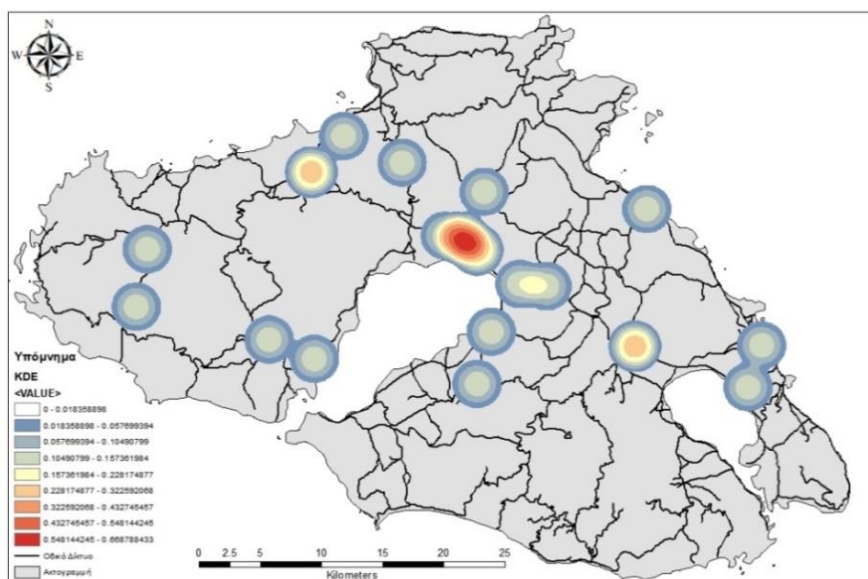 N
W E
S
Υπόμνημα
KDE
<VALUE>
0 - 0.018358898
0.018358898 - 0.057699394
0.057699394 - 0.10490799
0.10490799 - 0.157361984
0.157361984 - 0.228174877
0.228174877 - 0.322592068
0.322592068 - 0.432745457
0.432745457 - 0.548144245
0.548144245 - 0.668788433
Οδικό Δίκτυο
Ακτογραμμή
0 2.5 5 10 15 20 25
Kilometers